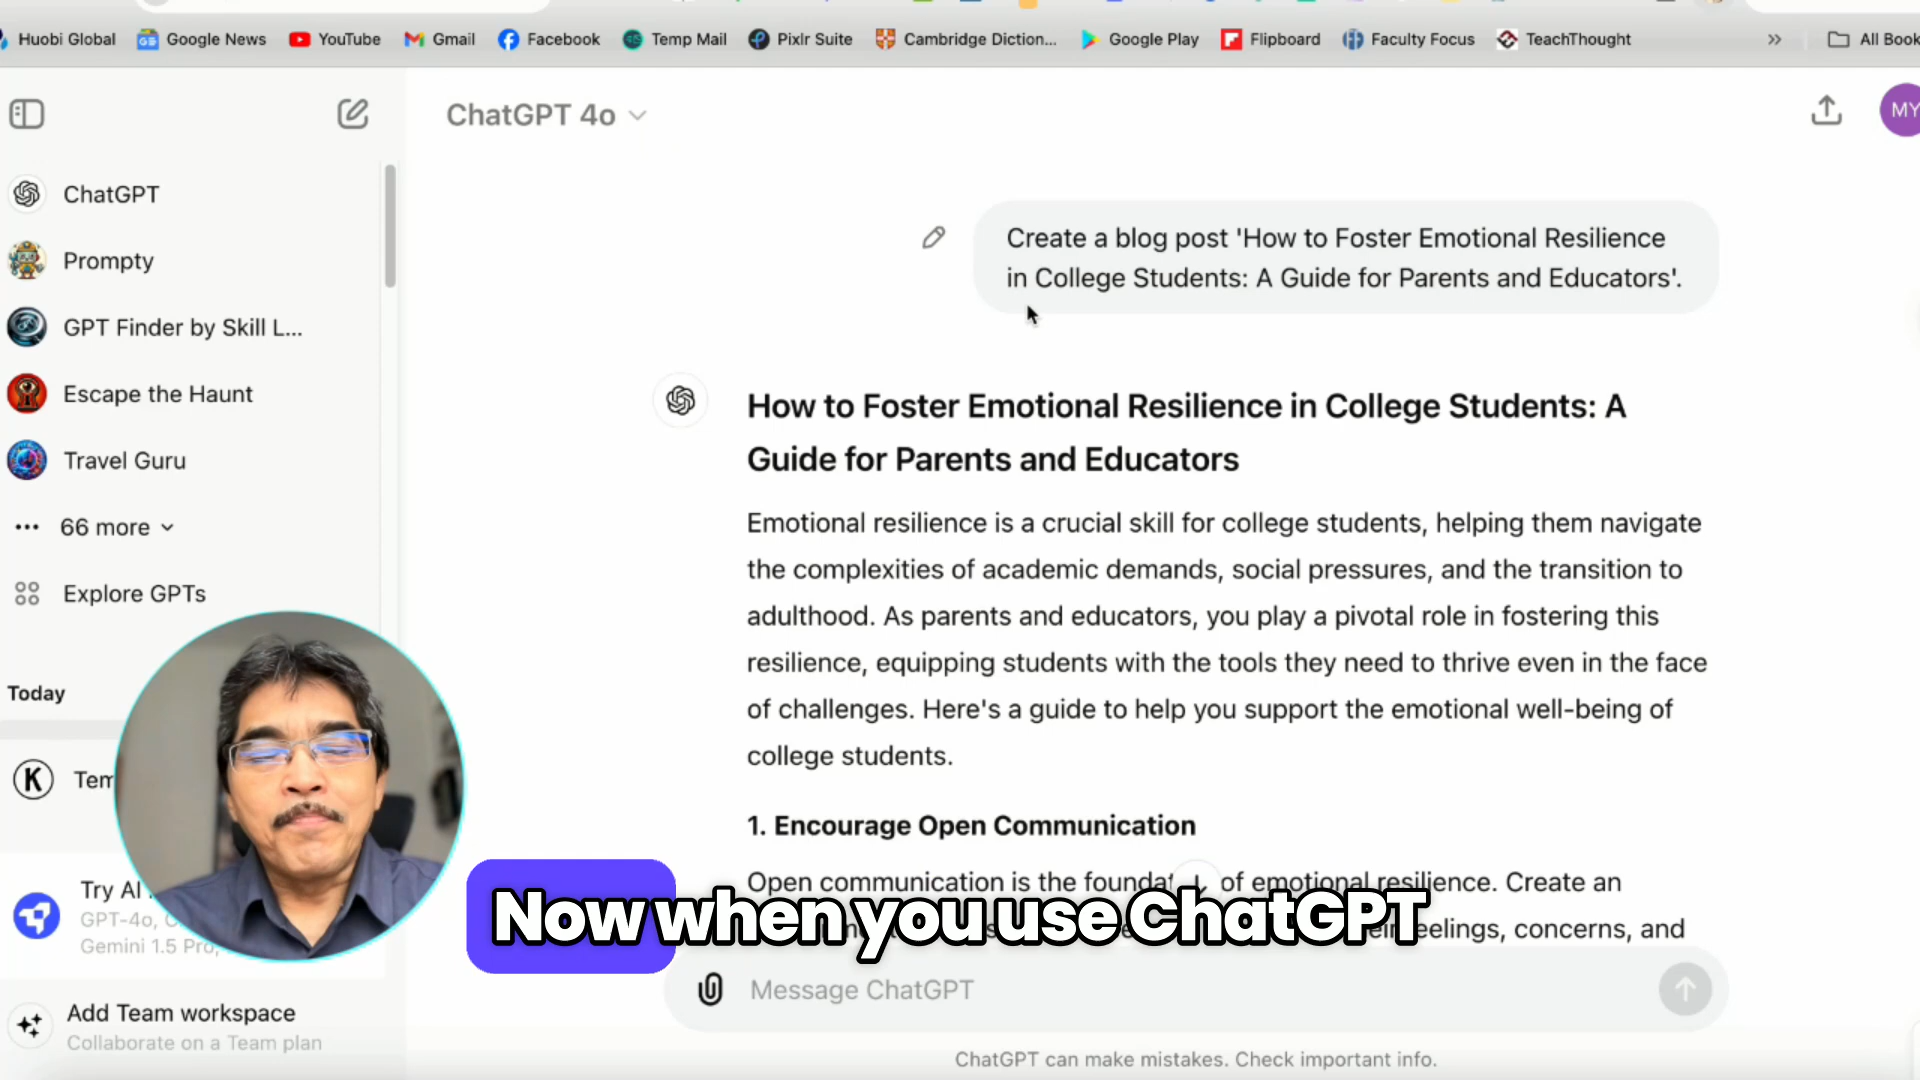 Huobi Global
Google News
YouTube
Gmail
Facebook
Temp Mail
Pixlr Suite
Cambridge Diction...
Google Play
Flipboard
Faculty Focus
TeachThought
>>
All Book
ChatGPT 4o
MY
ChatGPT
Prompty
GPT Finder by Skill L...
Escape the Haunt
Travel Guru
66 more
Explore GPTs
Today
K
Try AI
GPT-4o,
Gemini 1.5 Pro,
Add Team workspace
Collaborate on a Team plan
Create a blog post 'How to Foster Emotional Resilience
in College Students: A Guide for Parents and Educators'.
How to Foster Emotional Resilience in College Students: A
Guide for Parents and Educators
Emotional resilience is a crucial skill for college students, helping them navigate
the complexities of academic demands, social pressures, and the transition to
adulthood. As parents and educators, you play a pivotal role in fostering this
resilience, equipping students with the tools they need to thrive even in the face
of challenges. Here's a guide to help you support the emotional well-being of
college students.
1. Encourage Open Communication
Open communication is the of emotional resilience. Create an
concerns, and
Now when you use ChatGPT
Message ChatGPT
ChatGPT can make mistakes. Check important info.